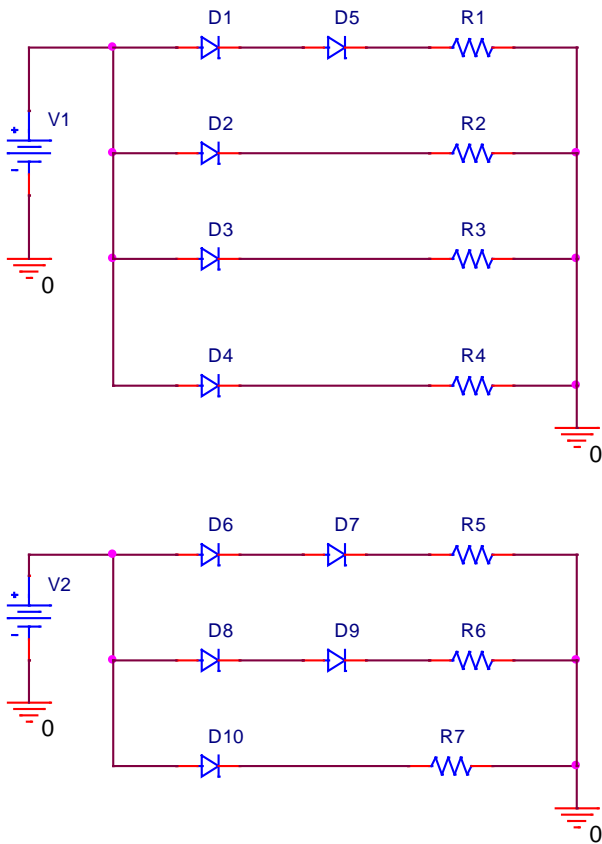 D1 D5 R1
V1
+
-
D2 R2
D3 R3
0
D4 R4
0
D6 D7 R5
V2
+
-
D8 D9 R6
0
D10 R7
0